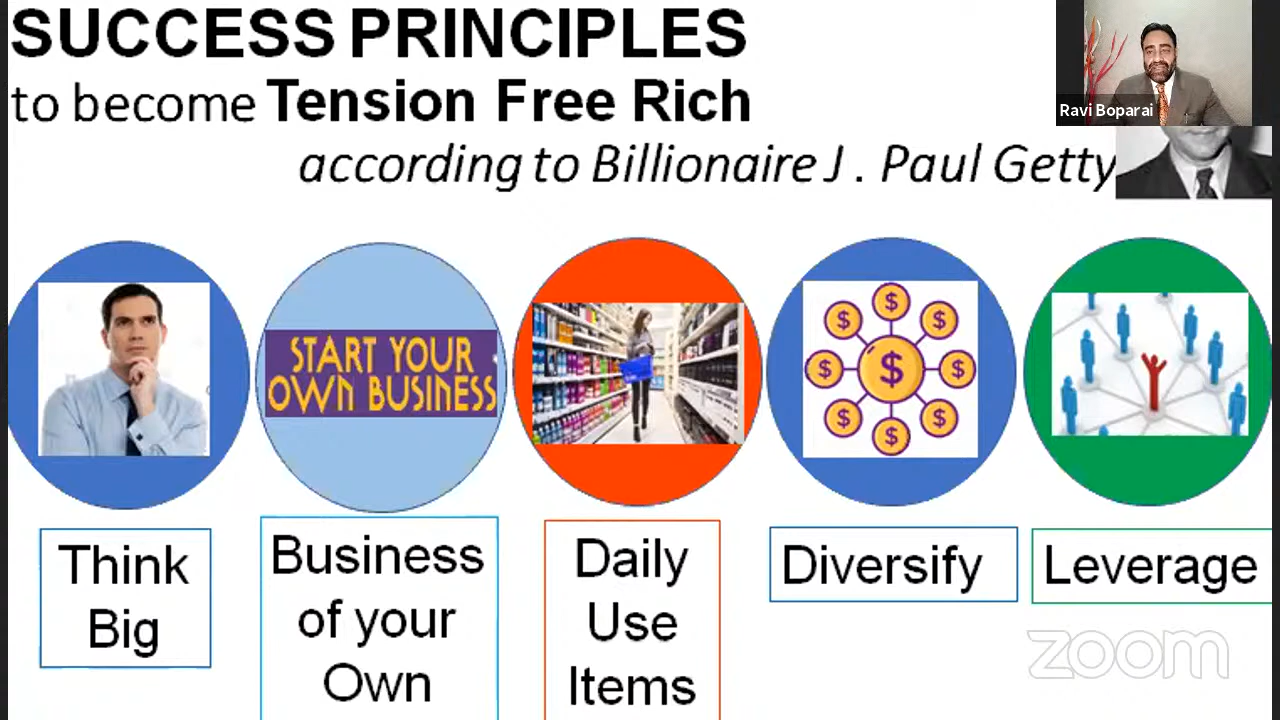 SUCCESS PRINCIPLES
to become Tension Free Rich
according to Billionaire J . Paul Getty
Ravi Boparai
START YOUR
OWN BUSINESS
$
$
$
$
$
$
$
$
$
Think
Big
Business
of your
Own
Daily
Use
Items
Diversify
Leverage
zoom